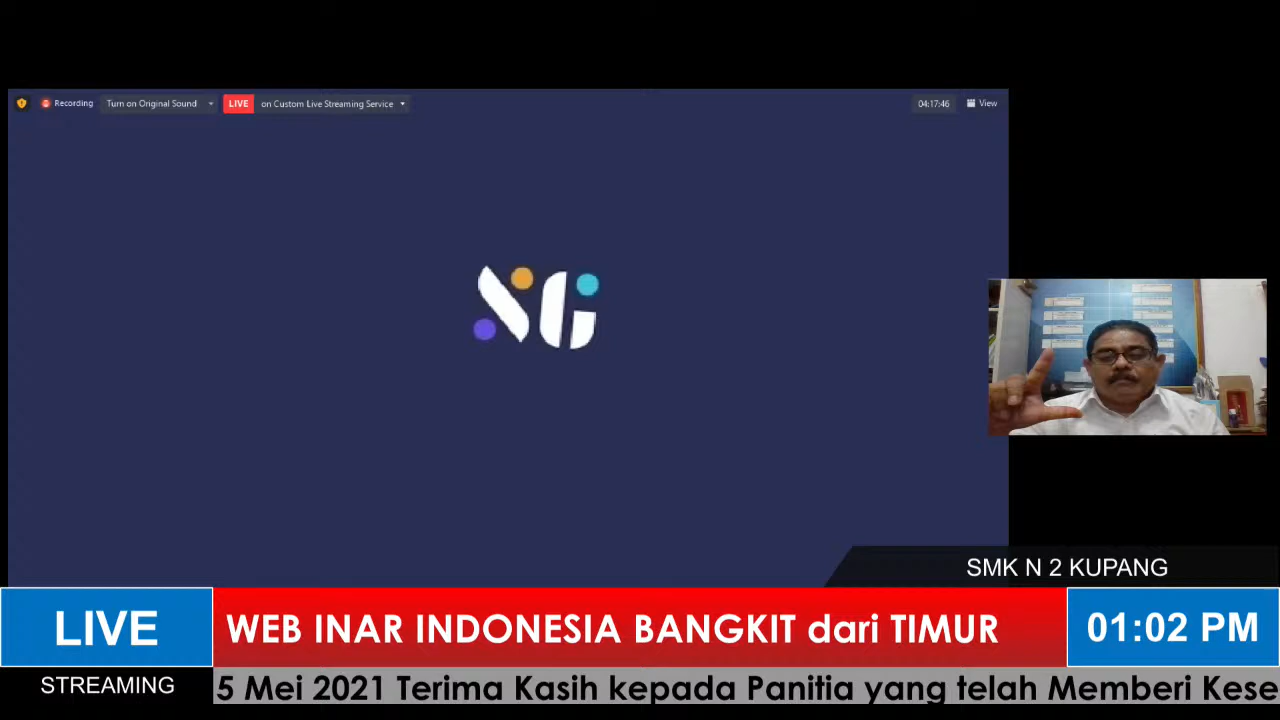 Recording
Turn on Original Sound
LIVE
on Custom Live Streaming Service
04:17:46
View
SMK N 2 KUPANG
LIVE
WEB INAR INDONESIA BANGKIT dari TIMUR
01:02 PM
STREAMING
5 Mei 2021 Terima Kasih kepada Panitia yang telah Memberi Kese